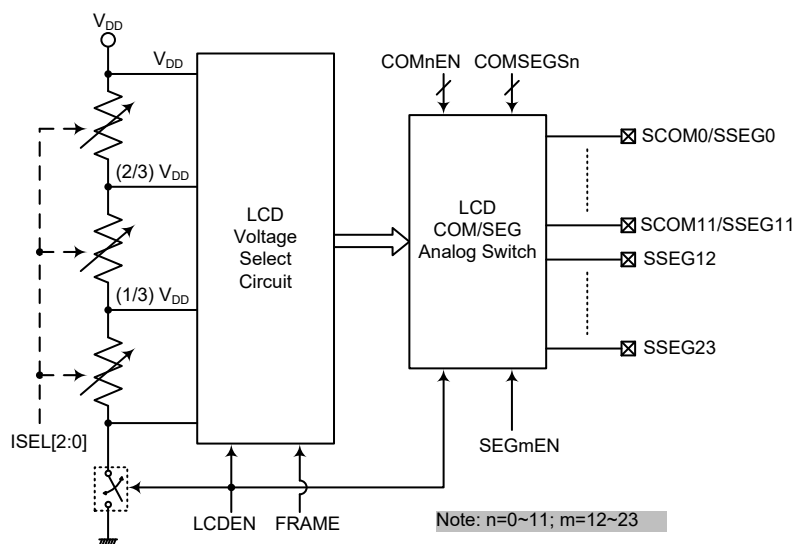 VDD
VDD
COMnEN COMSEGSn
SCOM0/SSEG0
(2/3) VDD
LCD
Voltage
Select
Circuit
LCD
COM/SEG
Analog Switch
SCOM11/SSEG11
SSEG12
(1/3) VDD
SSEG23
ISEL[2:0]
SEGmEN
LCDEN FRAME
Note: n=0~11; m=12~23